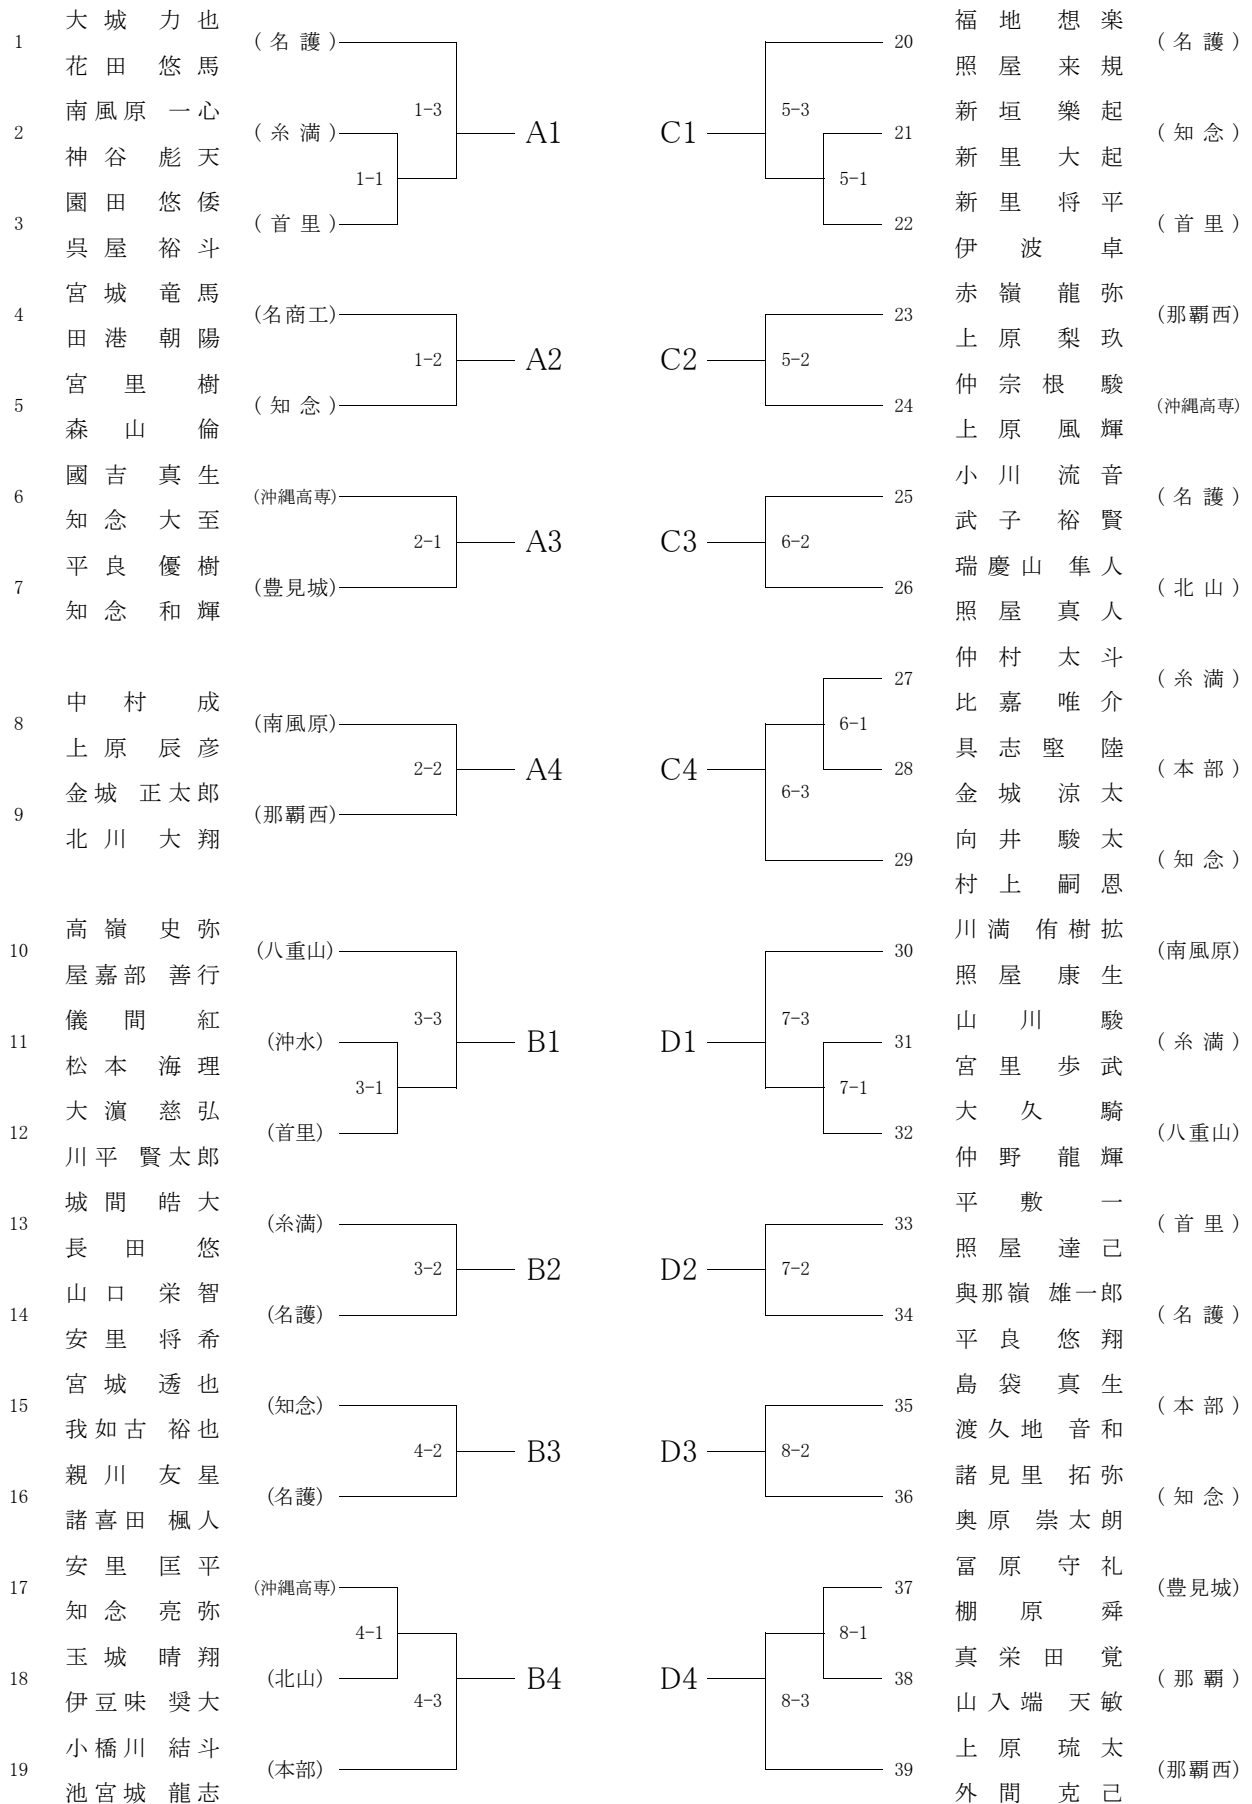 大城 力也
1 (名護)
花田 悠馬
1-3 A1
南風原 一心
2 (糸満)
神谷 彪天
1-1
園田 悠倭
3 (首里)
呉屋 裕斗
宮城 竜馬
4 (名商工)
田港 朝陽
1-2 A2
宮里 樹
5 (知念)
森山 倫
國吉 真生
6 (沖縄高専)
知念 大至
2-1 A3
平良 優樹
7 (豊見城)
知念 和輝
中村 成
8 (南風原)
上原 辰彦
2-2 A4
金城 正太郎
9 (那覇西)
北川 大翔
高嶺 史弥
10 (八重山)
屋嘉部 善行
3-3 B1
儀間 紅
11 (沖水)
松本 海理
3-1
大濵 慈弘
12 (首里)
川平 賢太郎
城間 皓大
13 (糸満)
長田 悠
3-2 B2
山口 栄智
14 (名護)
安里 将希
宮城 透也
15 (知念)
我如古 裕也
4-2 B3
親川 友星
16 (名護)
諸喜田 楓人
安里 匡平
17 (沖縄高専)
知念 亮弥
4-1
玉城 晴翔
18 (北山)
伊豆味 奨大
4-3 B4
小橋川 結斗
19 (本部)
池宮城 龍志
福地 想楽
20 (名護)
照屋 来規
C1 5-3
新垣 樂起
21 (知念)
新里 大起
5-1
新里 将平
22 (首里)
伊波 卓
赤嶺 龍弥
23 (那覇西)
上原 梨玖
C2 5-2
仲宗根 駿
24 (沖縄高専)
上原 風輝
小川 流音
25 (名護)
武子 裕賢
C3 6-2
瑞慶山 隼人
26 (北山)
照屋 真人
仲村 太斗
27 (糸満)
比嘉 唯介
6-1
具志堅 陸
28 (本部)
金城 涼太
C4 6-3
向井 駿太
29 (知念)
村上 嗣恩
川満 侑樹拡
30 (南風原)
照屋 康生
D1 7-3
山川 駿
31 (糸満)
宮里 歩武
7-1
大久 騎
32 (八重山)
仲野 龍輝
平敷 一
33 (首里)
照屋 達己
D2 7-2
與那嶺 雄一郎
34 (名護)
平良 悠翔
島袋 真生
35 (本部)
渡久地 音和
D3 8-2
諸見里 拓弥
36 (知念)
奥原 崇太朗
冨原 守礼
37 (豊見城)
棚原 舜
8-1
真栄田 覚
38 (那覇)
山入端 天敏
D4 8-3
上原 琉太
39 (那覇西)
外間 克己